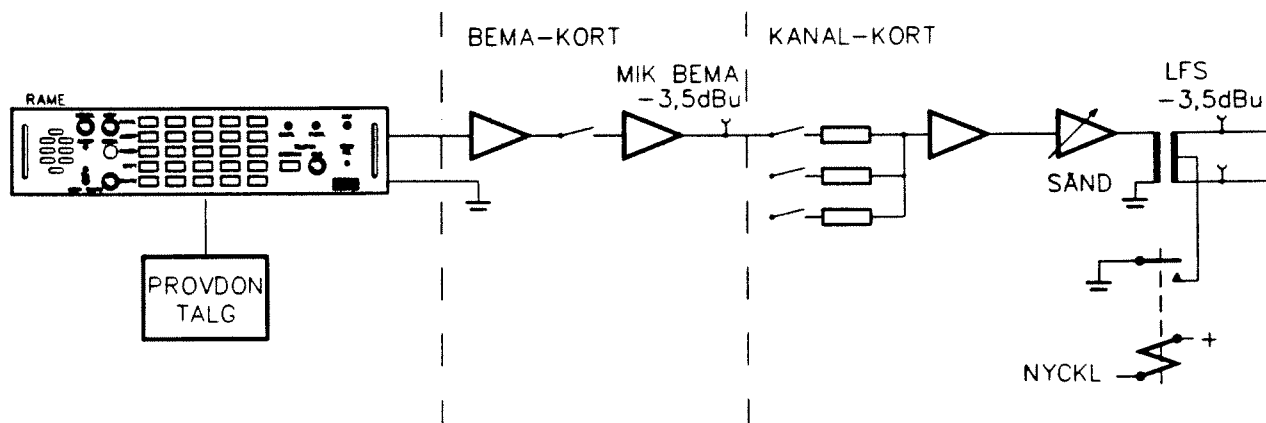 BEMA-KORT
KANAL-KORT
MIK BEMA
-3,5dBu
LFS
-3,5dBu
RAME
SÄND
PROVDON
TALG
+
NYCKL